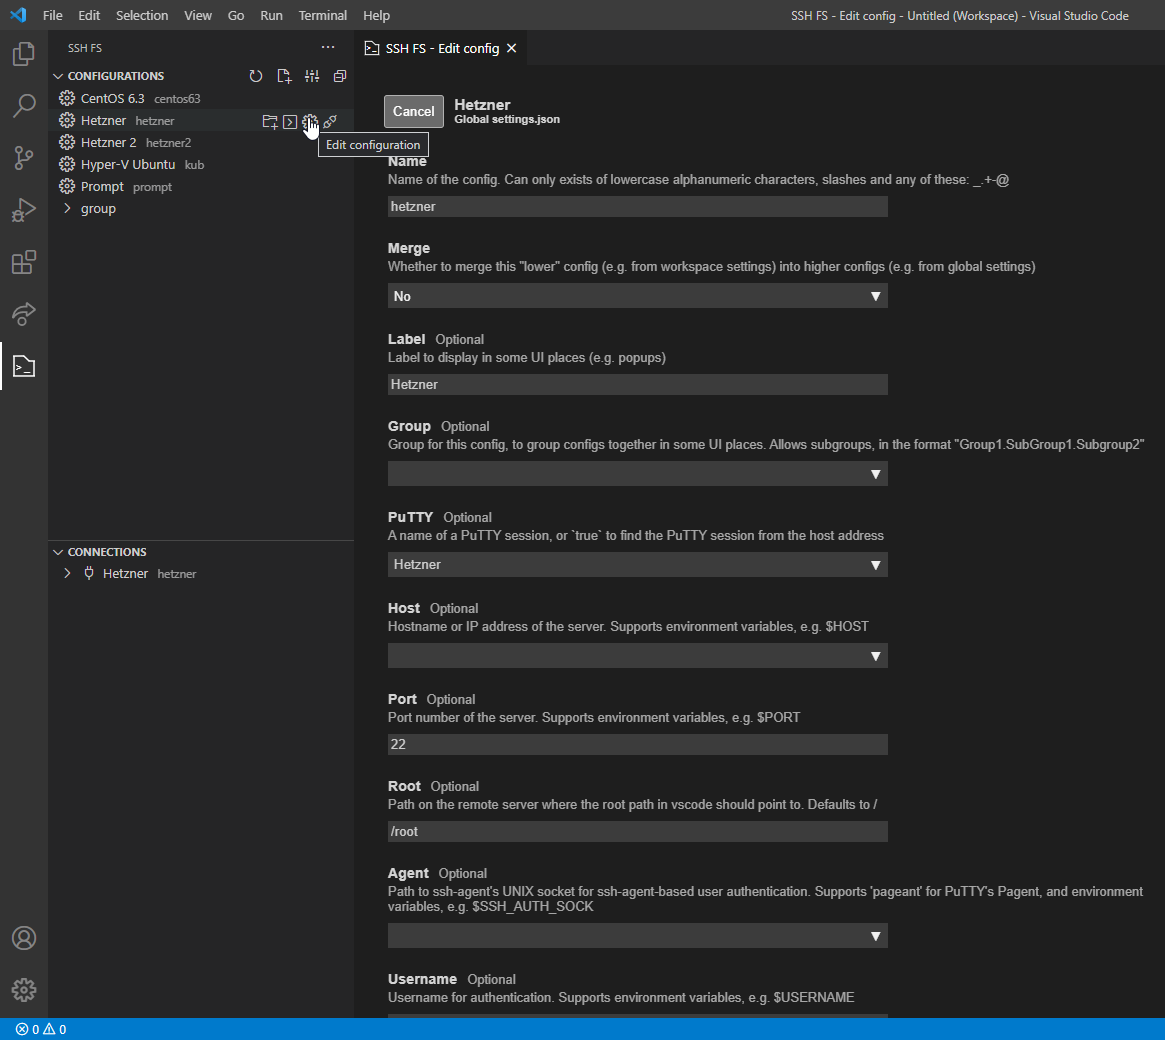 File Edit Selection View Go Run Terminal Help
SSH FS - Edit config - Untitled (Workspace) - Visual Studio Code
SSH FS
CONFIGURATIONS
CentOS 6.3 centos63
Hetzner hetzner
Hetzner 2 hetzner2
Hyper-V Ubuntu kub
Prompt prompt
group
Edit configuration
CONNECTIONS
Hetzner hetzner
SSH FS - Edit config
Cancel
Hetzner
Global settings.json
Name
Name of the config. Can only exists of lowercase alphanumeric characters, slashes and any of these: _.+-@
hetzner
Merge
Whether to merge this "lower" config (e.g. from workspace settings) into higher configs (e.g. from global settings)
No
Label Optional
Label to display in some UI places (e.g. popups)
Hetzner
Group Optional
Group for this config, to group configs together in some UI places. Allows subgroups, in the format "Group1.SubGroup1.Subgroup2"
PuTTY Optional
A name of a PuTTY session, or `true` to find the PuTTY session from the host address
Hetzner
Host Optional
Hostname or IP address of the server. Supports environment variables, e.g. $HOST
Port Optional
Port number of the server. Supports environment variables, e.g. $PORT
22
Root Optional
Path on the remote server where the root path in vscode should point to. Defaults to /
/root
Agent Optional
Path to ssh-agent's UNIX socket for ssh-agent-based user authentication. Supports 'pageant' for PuTTY's Pagent, and environment
variables, e.g. $SSH_AUTH_SOCK
Username Optional
Username for authentication. Supports environment variables, e.g. $USERNAME
0 0